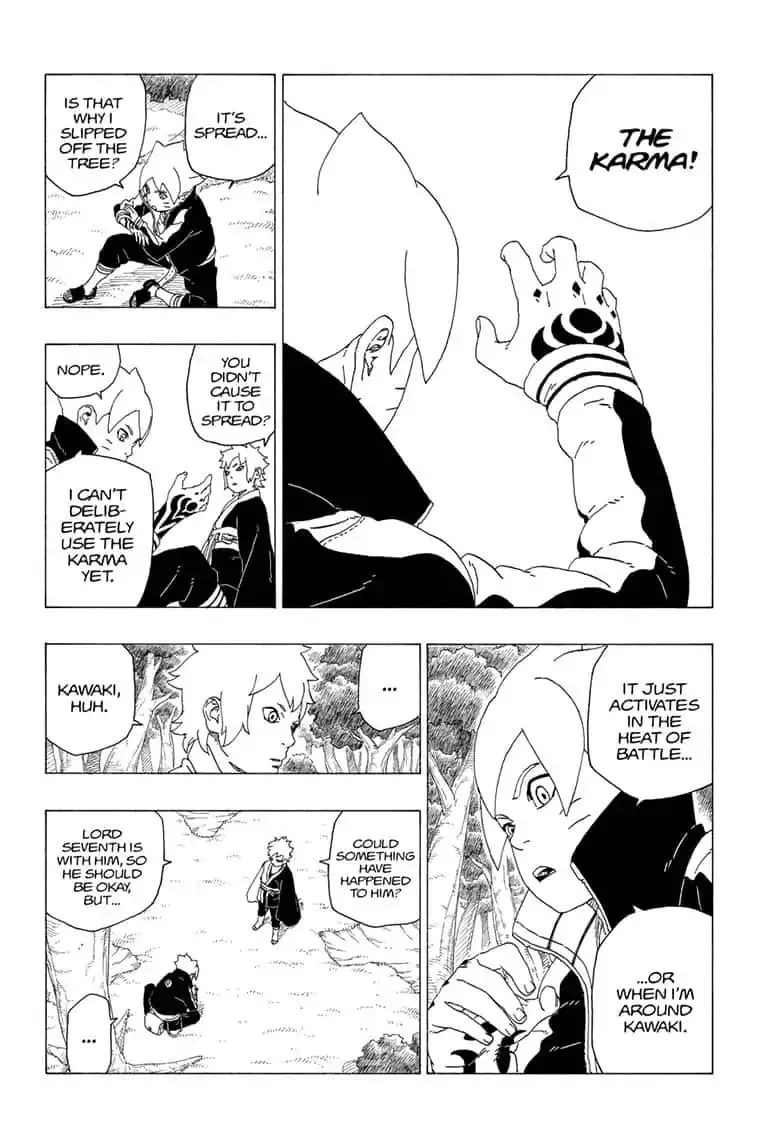 THE
KARMA!
IT'S
SPREAD...
IS THAT
WHY I
SLIPPED
OFF THE
TREE?
YOU
DIDN'T
CAUSE
IT TO
SPREAD?
NOPE.
I CAN'T
DELIB-
ERATELY
USE THE
KARMA
YET.
IT JUST
ACTIVATES
IN THE
HEAT OF
BATTLE...
...OR
WHEN I'M
AROUND
KAWAKI.
...
KAWAKI,
HUH.
COULD
SOMETHING
HAVE
HAPPENED
TO HIM?
LORD
SEVENTH IS
WITH HIM, SO
HE SHOULD
BE OKAY,
BUT...
...